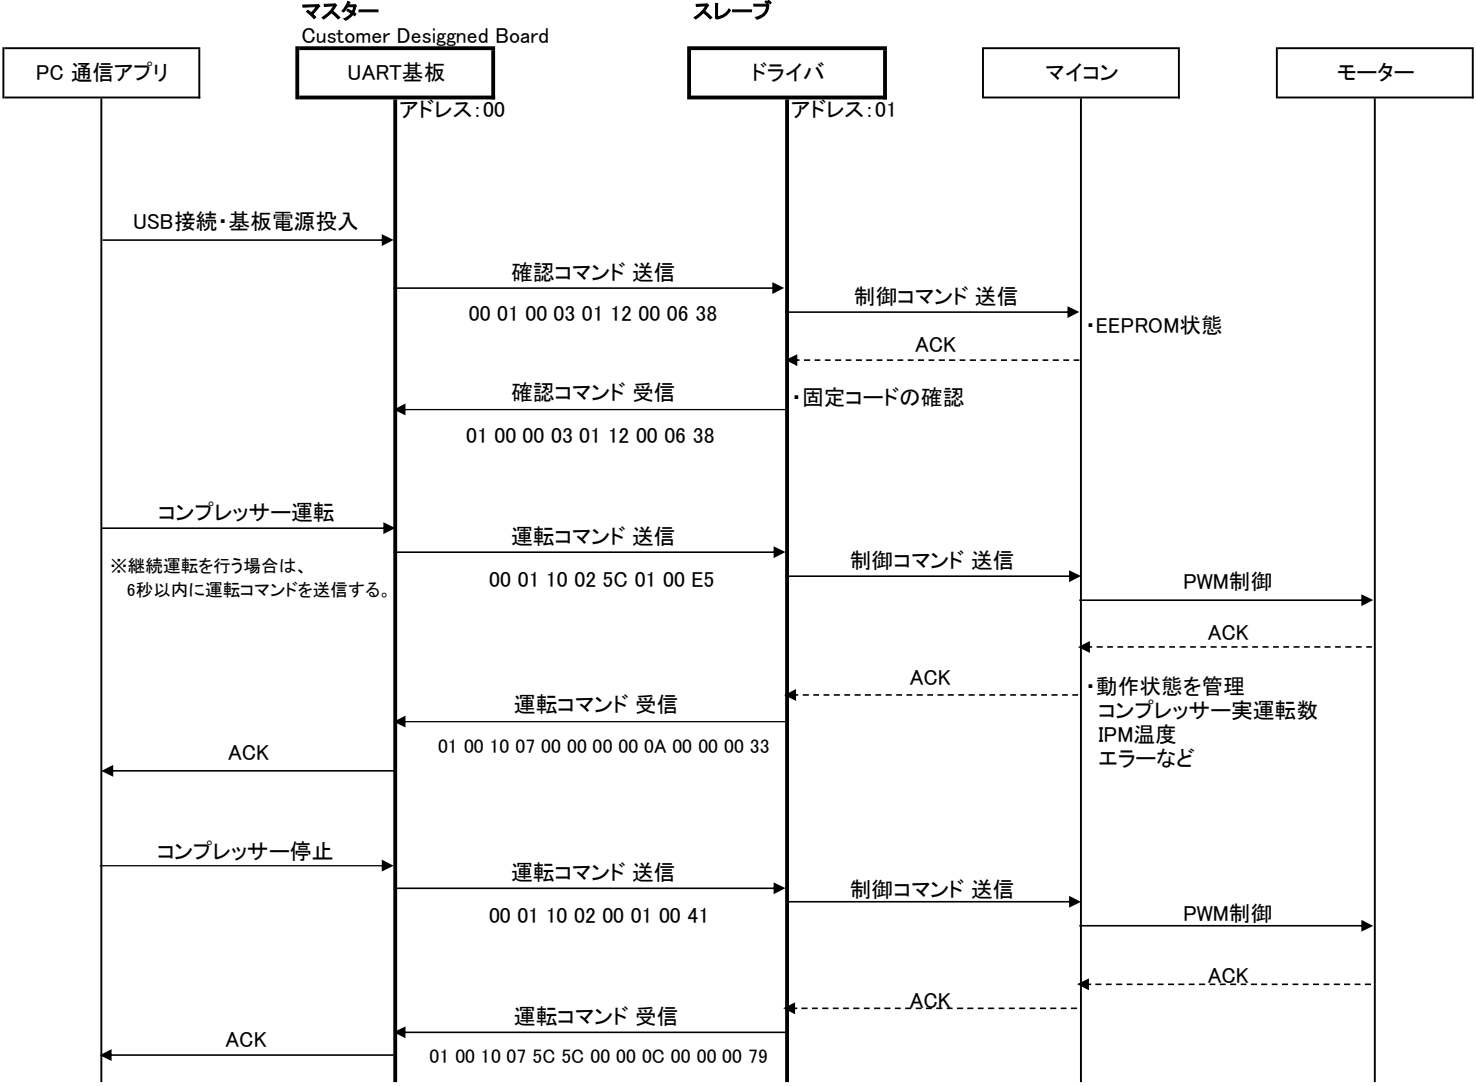 マスター
スレーブ
Customer Desiggned Board
PC 通信アプリ
UART基板
ドライバ
マイコン
モーター
アドレス：00
アドレス：01
USB接続・基板電源投入
確認コマンド 送信
00 01 00 03 01 12 00 06 38
制御コマンド 送信
・EEPROM状態
ACK
確認コマンド 受信
・固定コードの確認
01 00 00 03 01 12 00 06 38
コンプレッサー運転
※継続運転を行う場合は、
6秒以内に運転コマンドを送信する。
運転コマンド 送信
00 01 10 02 5C 01 00 E5
制御コマンド 送信
PWM制御
ACK
ACK
・動作状態を管理
コンプレッサー実運転数
IPM温度
エラーなど
運転コマンド 受信
01 00 10 07 00 00 00 00 0A 00 00 00 33
ACK
コンプレッサー停止
運転コマンド 送信
00 01 10 02 00 01 00 41
制御コマンド 送信
PWM制御
ACK
ACK
運転コマンド 受信
01 00 10 07 5C 5C 00 00 0C 00 00 00 79
ACK